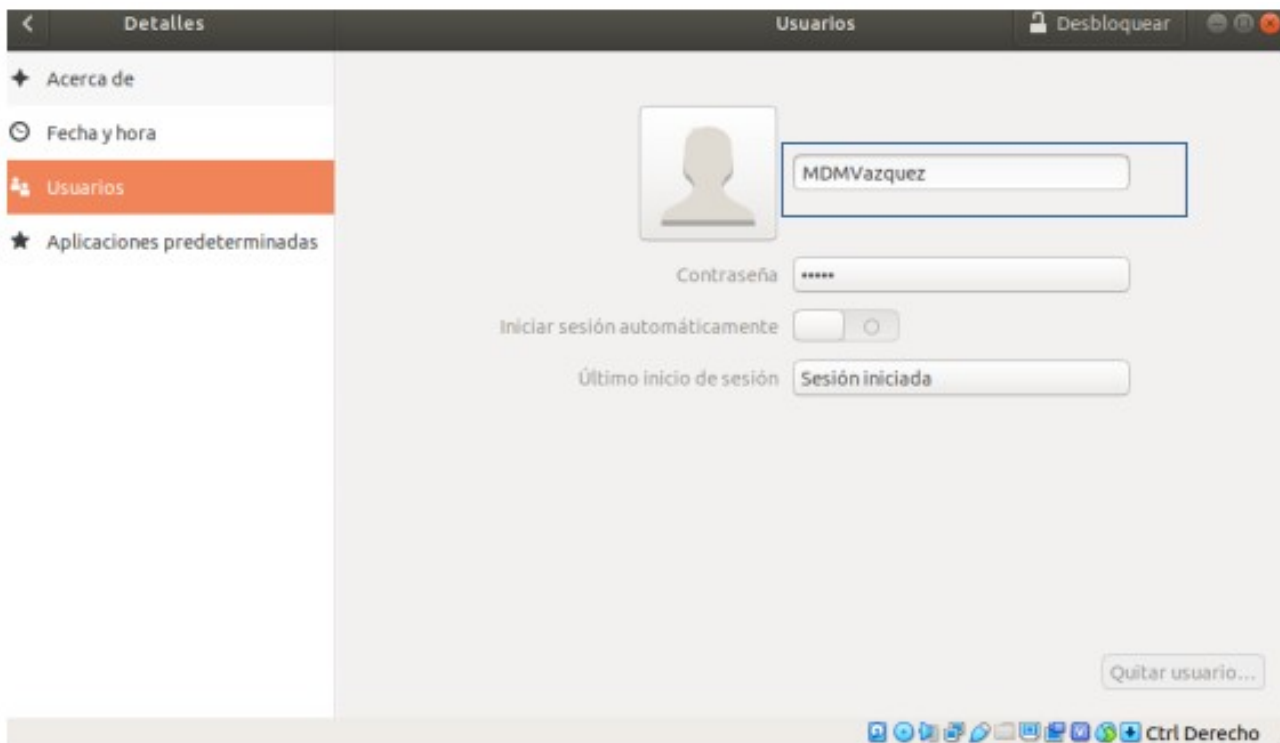 Detalles
Usuarios
Desbloquear
Acerca de
Fecha y hora
Usuarios
Aplicaciones predeterminadas
MDMVazquez
Contraseña •••••
Iniciar sesión automáticamente
Último inicio de sesión Sesión iniciada
Quitar usuario...
Ctrl Derecho